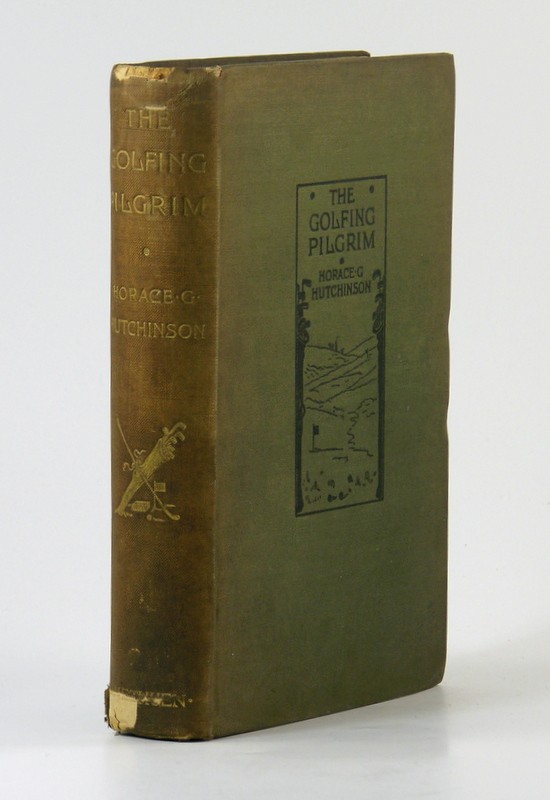 THE
GOLFING
PILGRIM
HORACE·G·
HUTCHINSON
THE
GOLFING
PILGRIM
HORACE·G
HUTCHINSON